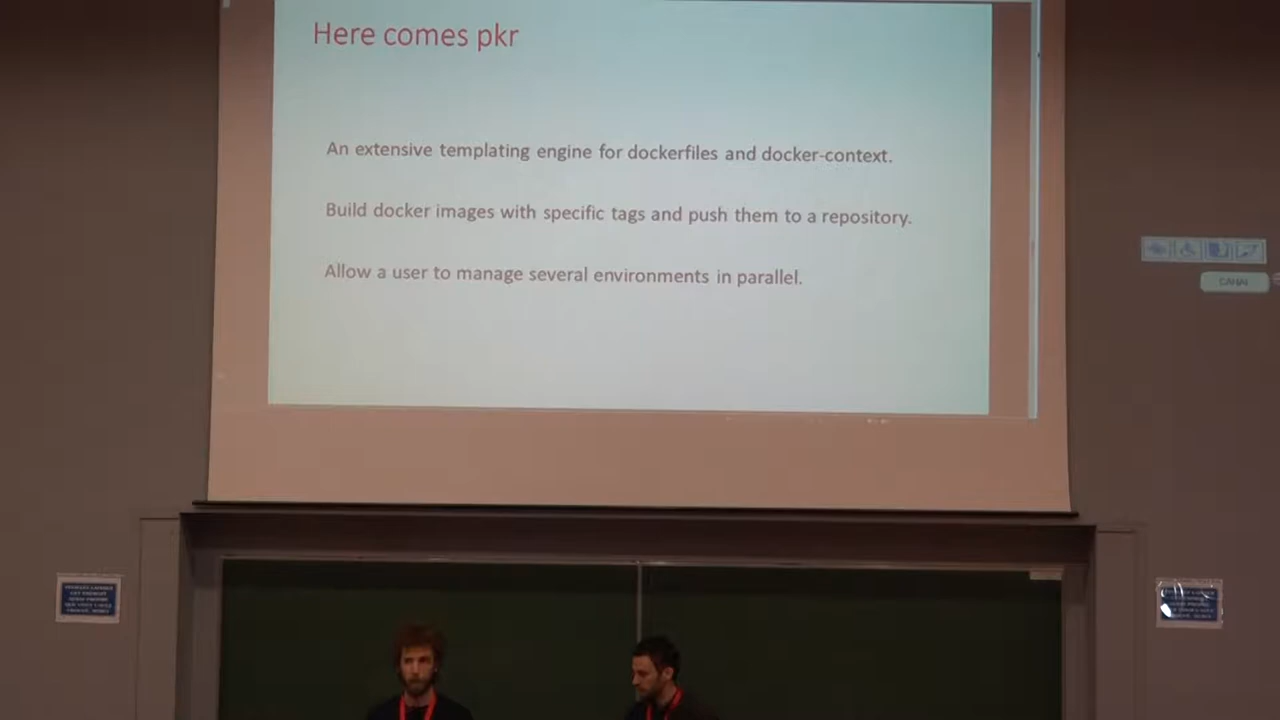 Here comes pkr
An extensive templating engine for dockerfiles and docker-context.
Build docker images with specific tags and push them to a repository.
Allow a user to manage several environments in parallel.